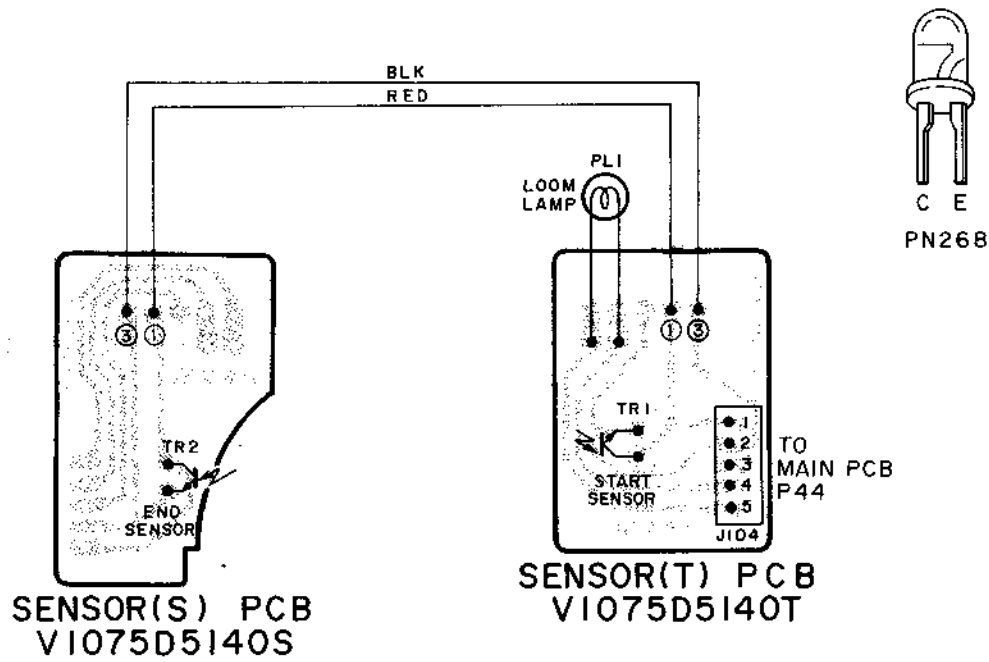 BLK
RED
PL1
LOOM
LAMP
C E
PN268
3 1
1 3
TR2
END
SENSOR
TR1
START
SENSOR
1
2
3
4
5
J104
TO
MAIN PCB
P44
SENSOR(S) PCB
V1075D5140S
SENSOR(T) PCB
V1075D5140T